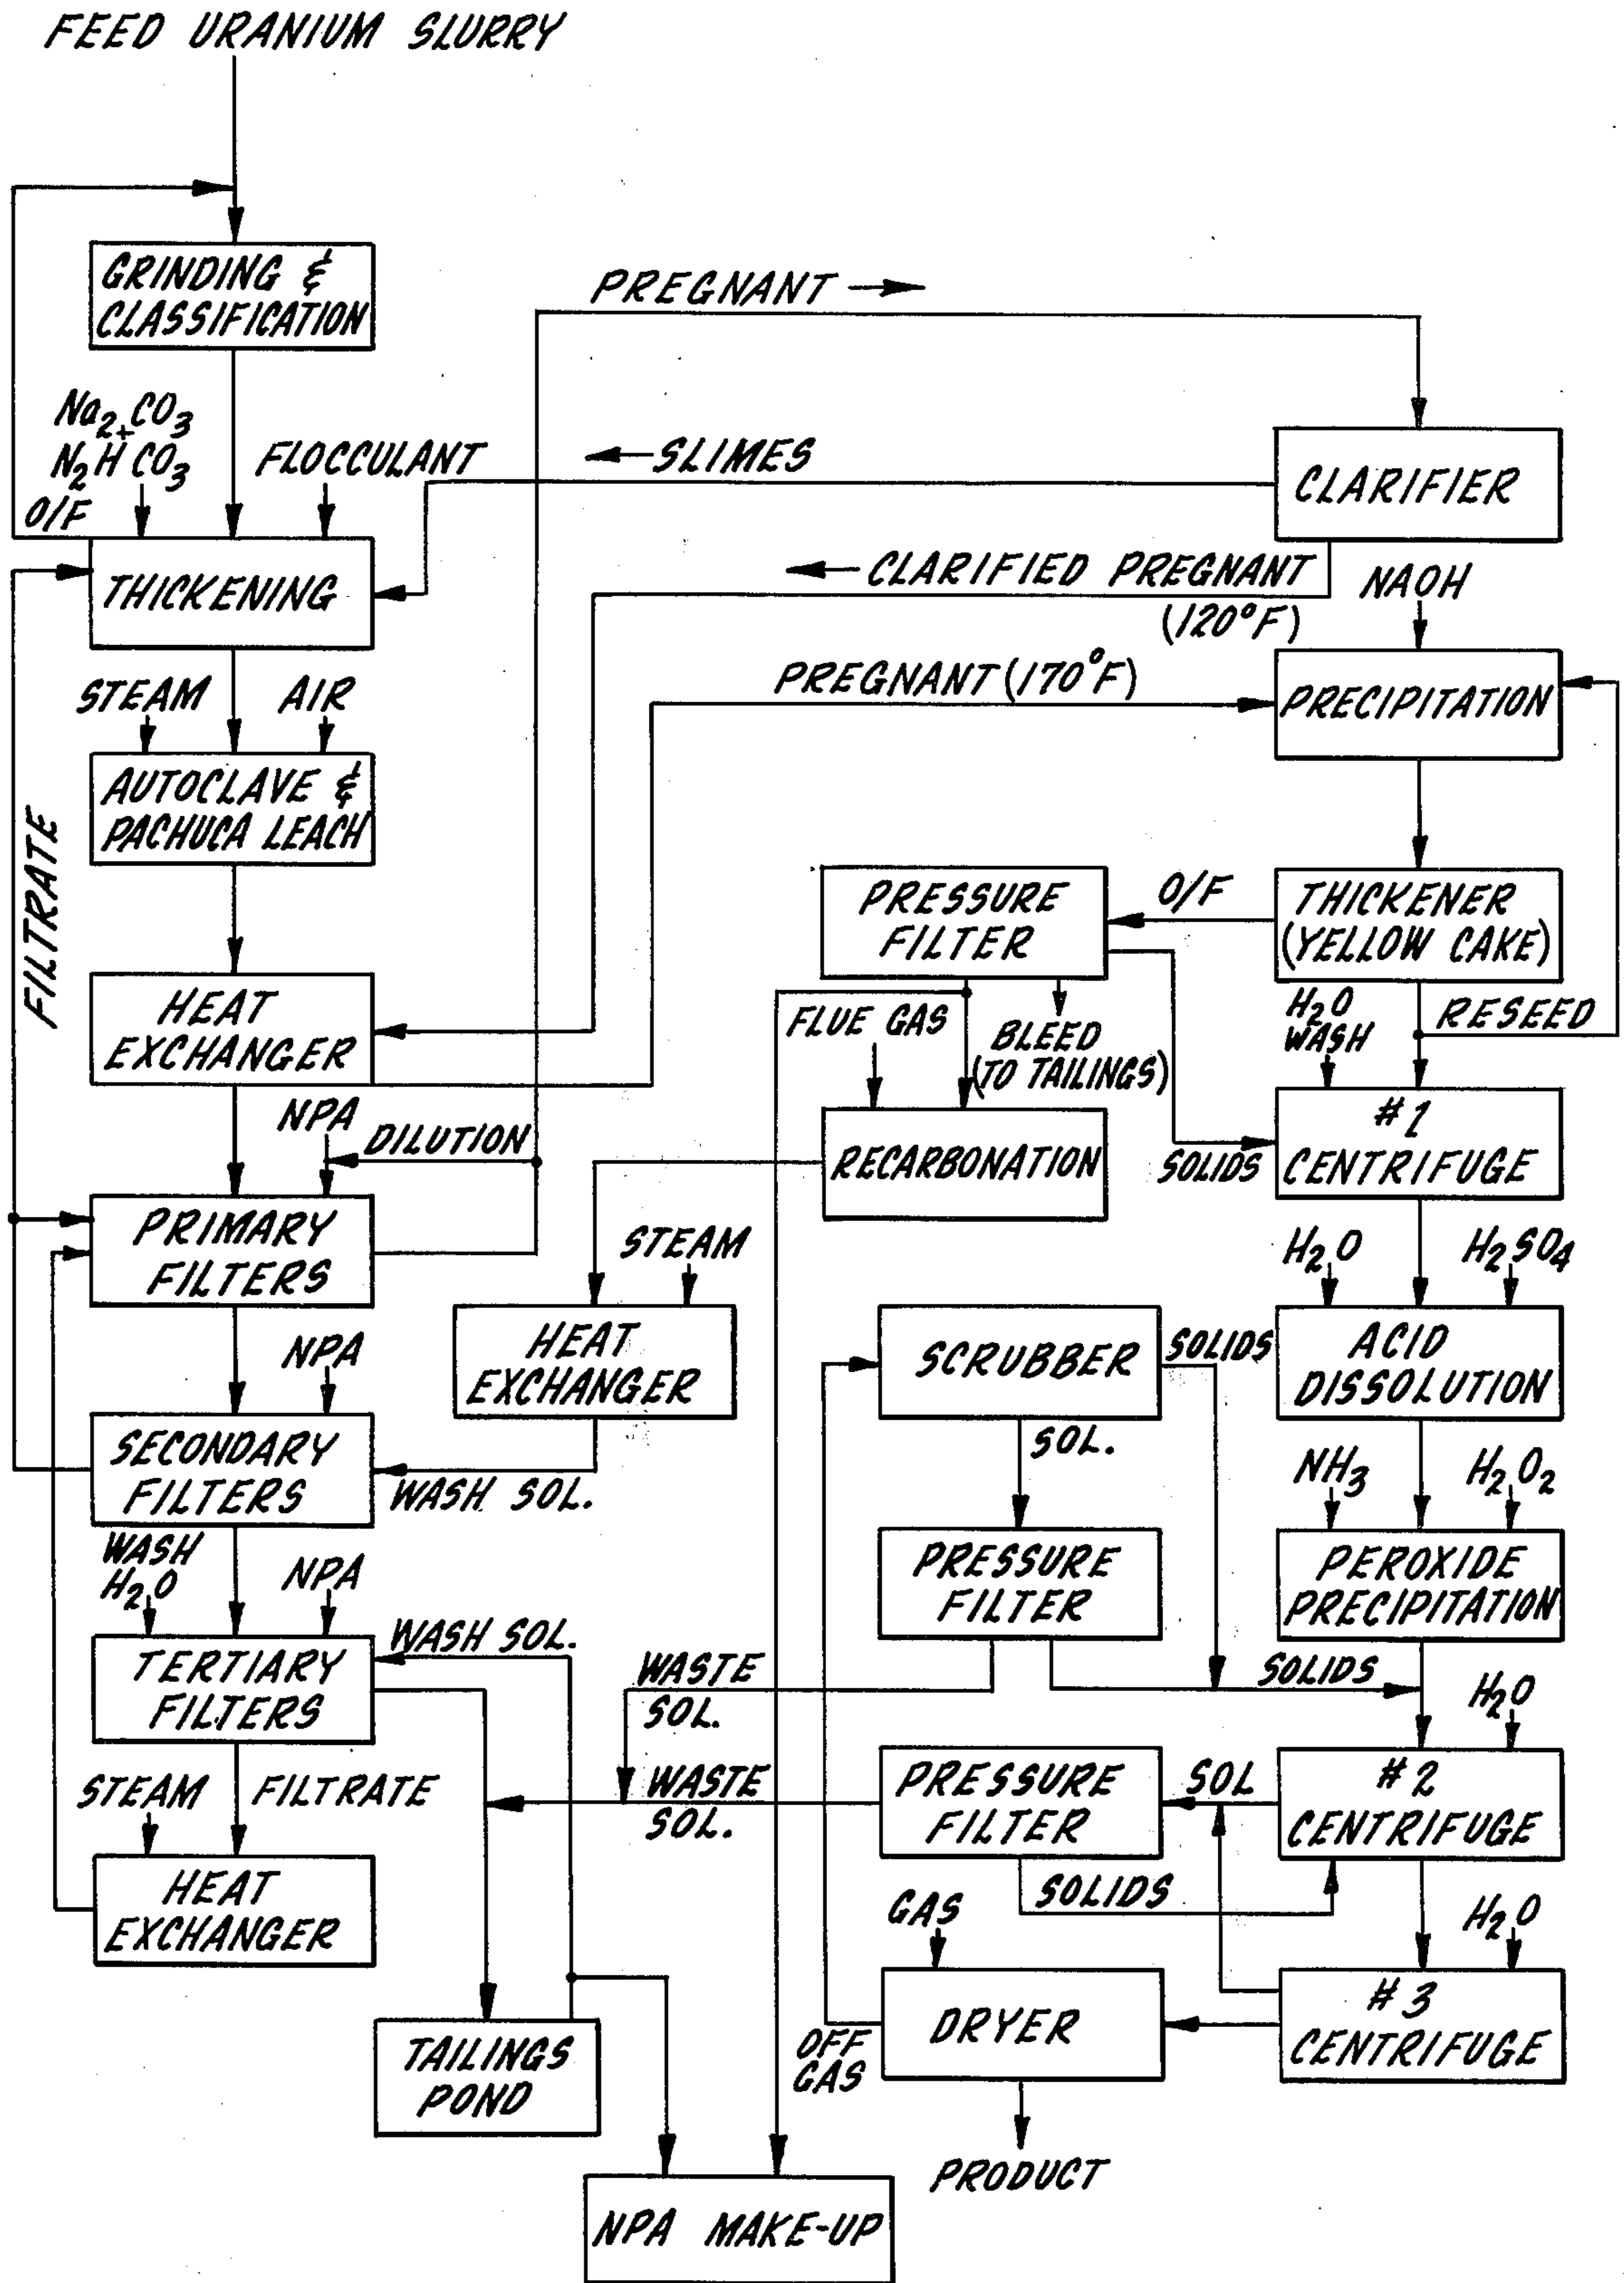 FEED URANIUM SLURRY
GRINDING &
CLASSIFICATION
PREGNANT
Na2CO3
+
N2HCO3
FLOCCULANT
O/F
SLIMES
CLARIFIER
THICKENING
CLARIFIED PREGNANT
(120°F)
NAOH
STEAM
AIR
PREGNANT (170°F)
PRECIPITATION
AUTOCLAVE &
PACHUCA LEACH
FILTRATE
PRESSURE
FILTER
O/F
THICKENER
(YELLOW CAKE)
HEAT
EXCHANGER
FLUE GAS
BLEED
(TO TAILINGS)
H2O
WASH
RESEED
NPA
DILUTION
RECARBONATION
SOLIDS
#1
CENTRIFUGE
PRIMARY
FILTERS
STEAM
H2O
H2SO4
HEAT
EXCHANGER
SCRUBBER
SOLIDS
ACID
DISSOLUTION
NPA
SECONDARY
FILTERS
WASH SOL.
SOL.
NH3
H2O2
WASH
H2O
NPA
PRESSURE
FILTER
PEROXIDE
PRECIPITATION
TERTIARY
FILTERS
WASH SOL.
WASTE
SOL.
SOLIDS
H2O
STEAM
FILTRATE
WASTE
SOL.
PRESSURE
FILTER
SOL
#2
CENTRIFUGE
HEAT
EXCHANGER
SOLIDS
GAS
H2O
TAILINGS
POND
OFF
GAS
DRYER
#3
CENTRIFUGE
PRODUCT
NPA MAKE-UP